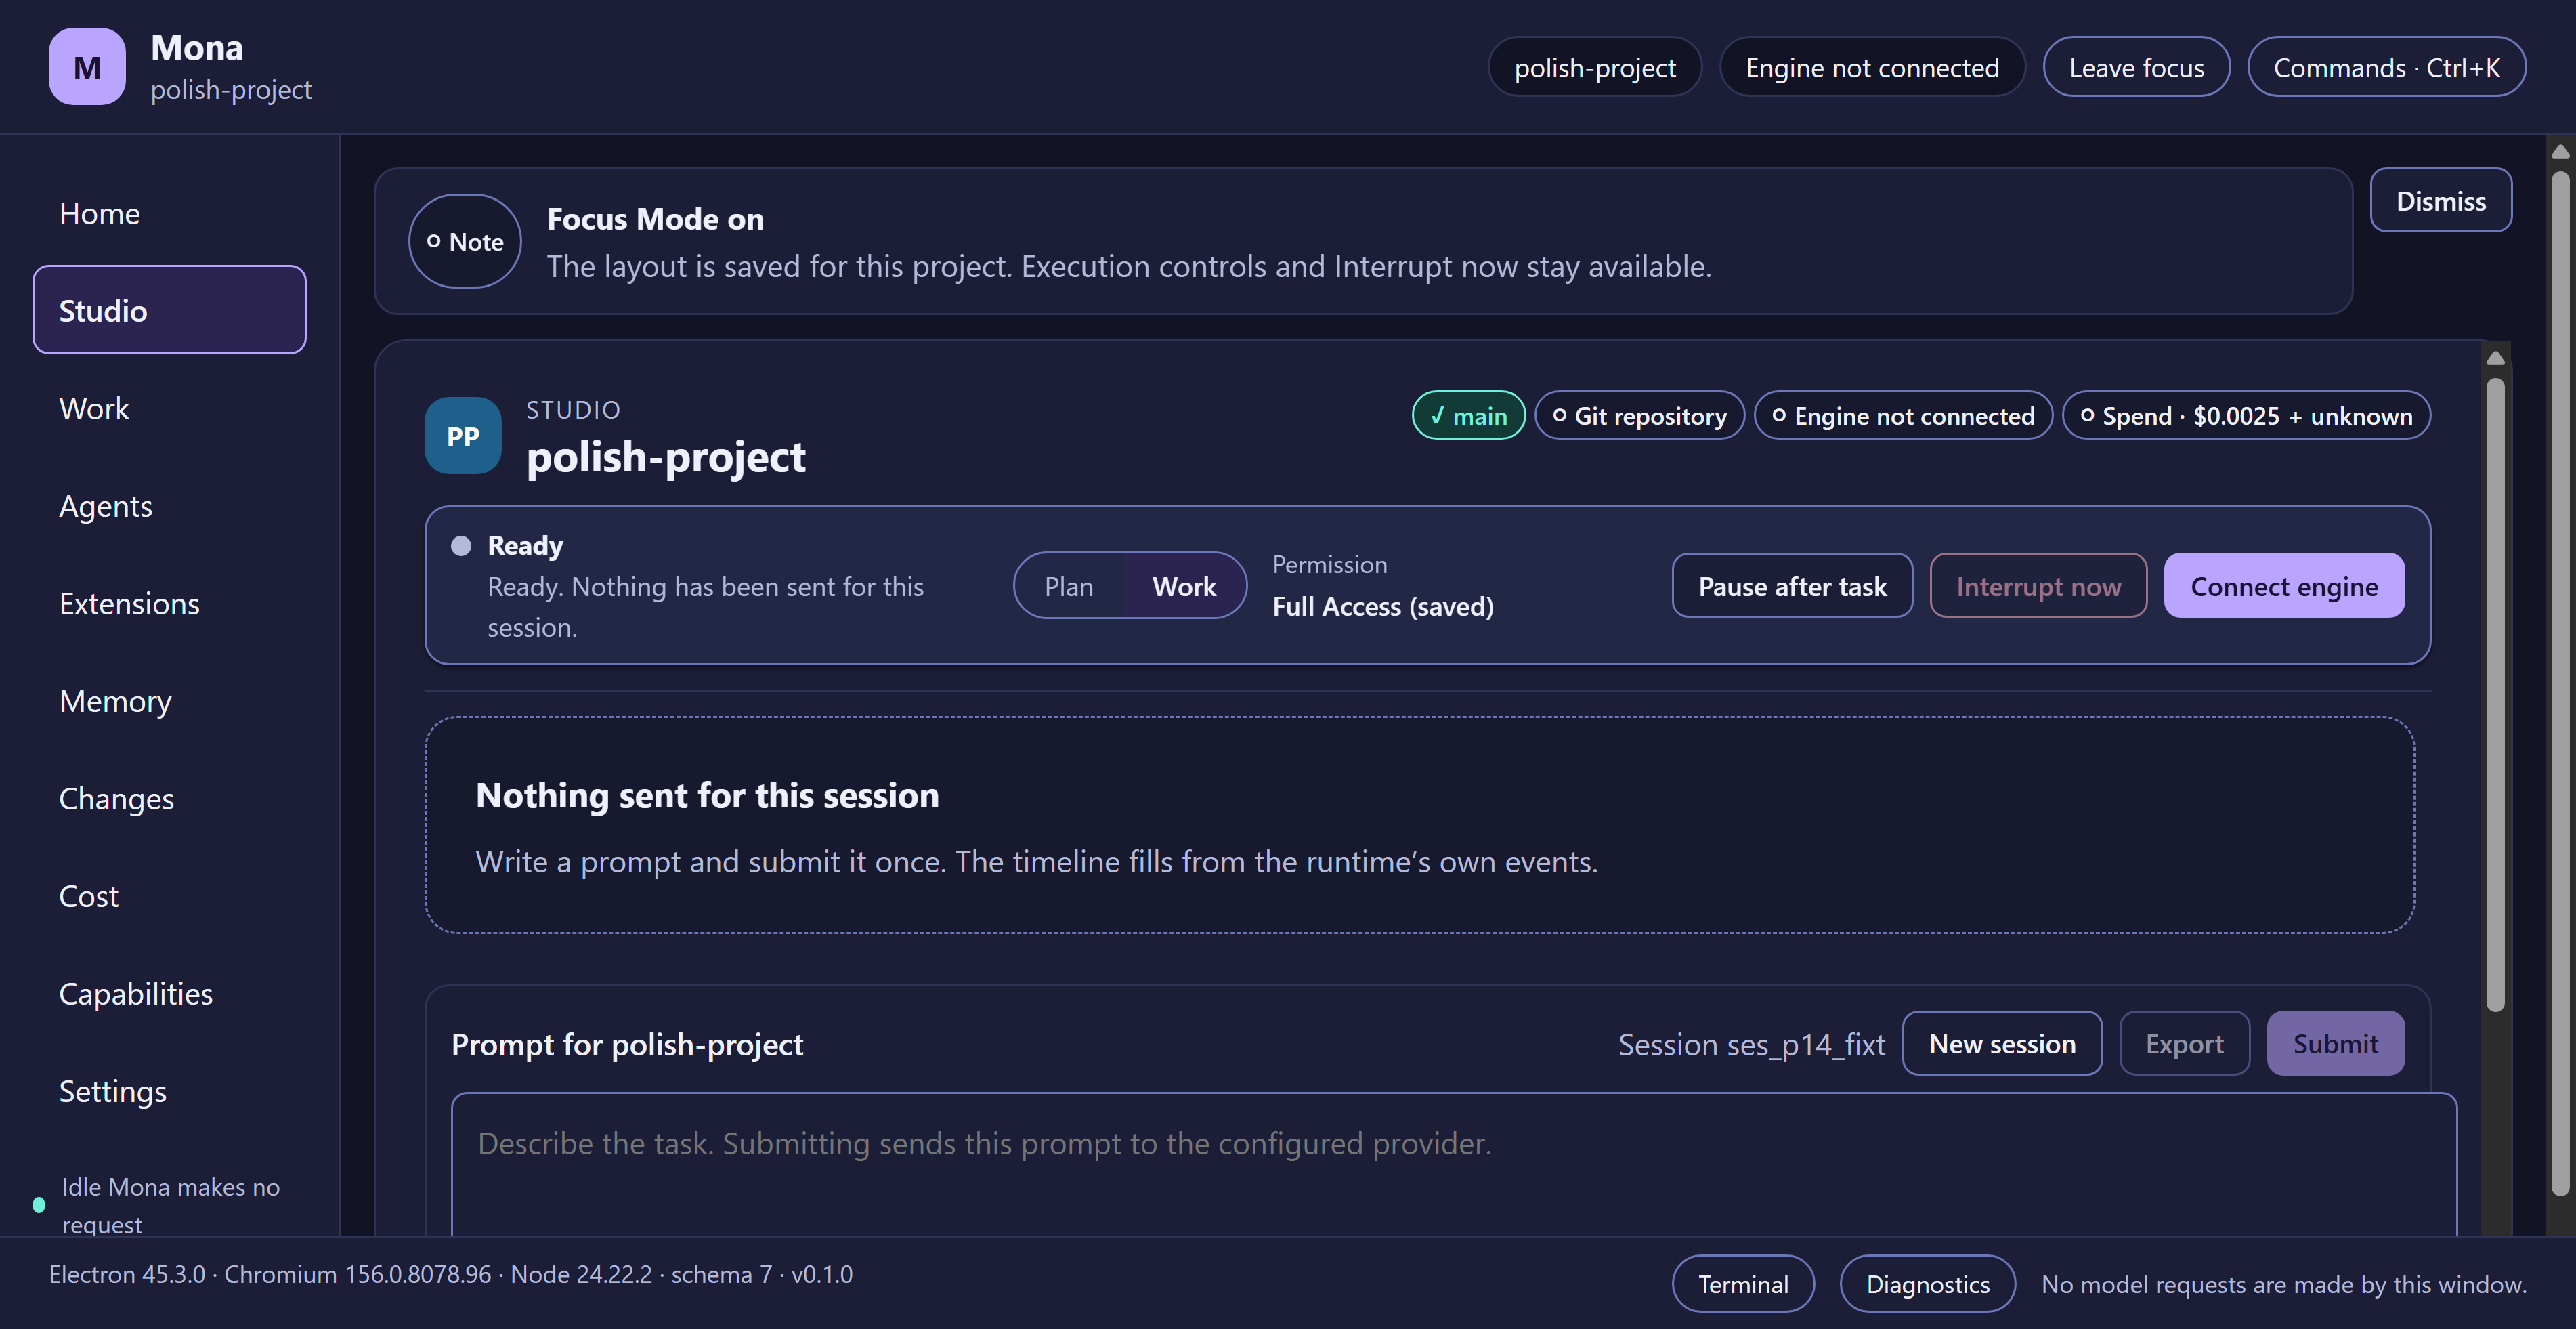 M
Mona
polish-project
polish-project
Engine not connected
Leave focus
Commands · Ctrl+K
Home
Studio
Work
Agents
Extensions
Memory
Changes
Cost
Capabilities
Settings
Idle Mona makes no
request
Note
Focus Mode on
The layout is saved for this project. Execution controls and Interrupt now stay available.
Dismiss
PP
STUDIO
polish-project
✓ main
Git repository
Engine not connected
Spend · $0.0025 + unknown
Ready
Ready. Nothing has been sent for this
session.
Plan
Work
Permission
Full Access (saved)
Pause after task
Interrupt now
Connect engine
Nothing sent for this session
Write a prompt and submit it once. The timeline fills from the runtime’s own events.
Prompt for polish-project
Session ses_p14_fixt
New session
Export
Submit
Describe the task. Submitting sends this prompt to the configured provider.
Electron 45.3.0 · Chromium 156.0.8078.96 · Node 24.22.2 · schema 7 · v0.1.0
Terminal
Diagnostics
No model requests are made by this window.